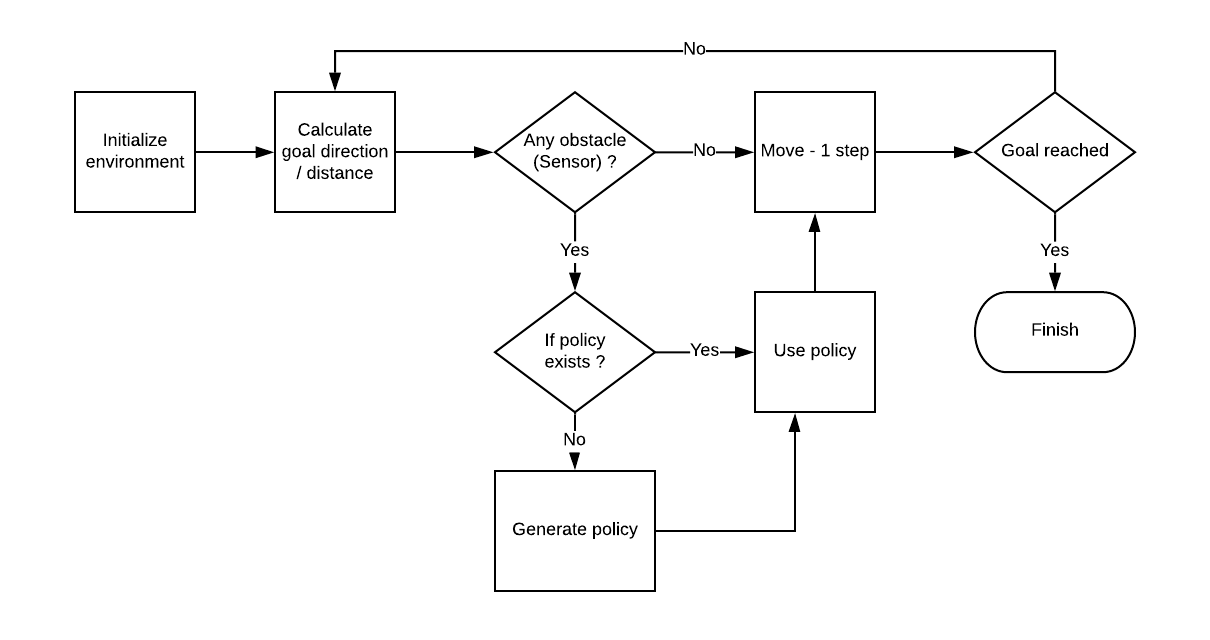 No
Initialize
environment
Calculate
goal direction
/ distance
Any obstacle
(Sensor) ?
No
Move - 1 step
Goal reached
Yes
Yes
If policy
exists ?
Yes
Use policy
Finish
No
Generate policy